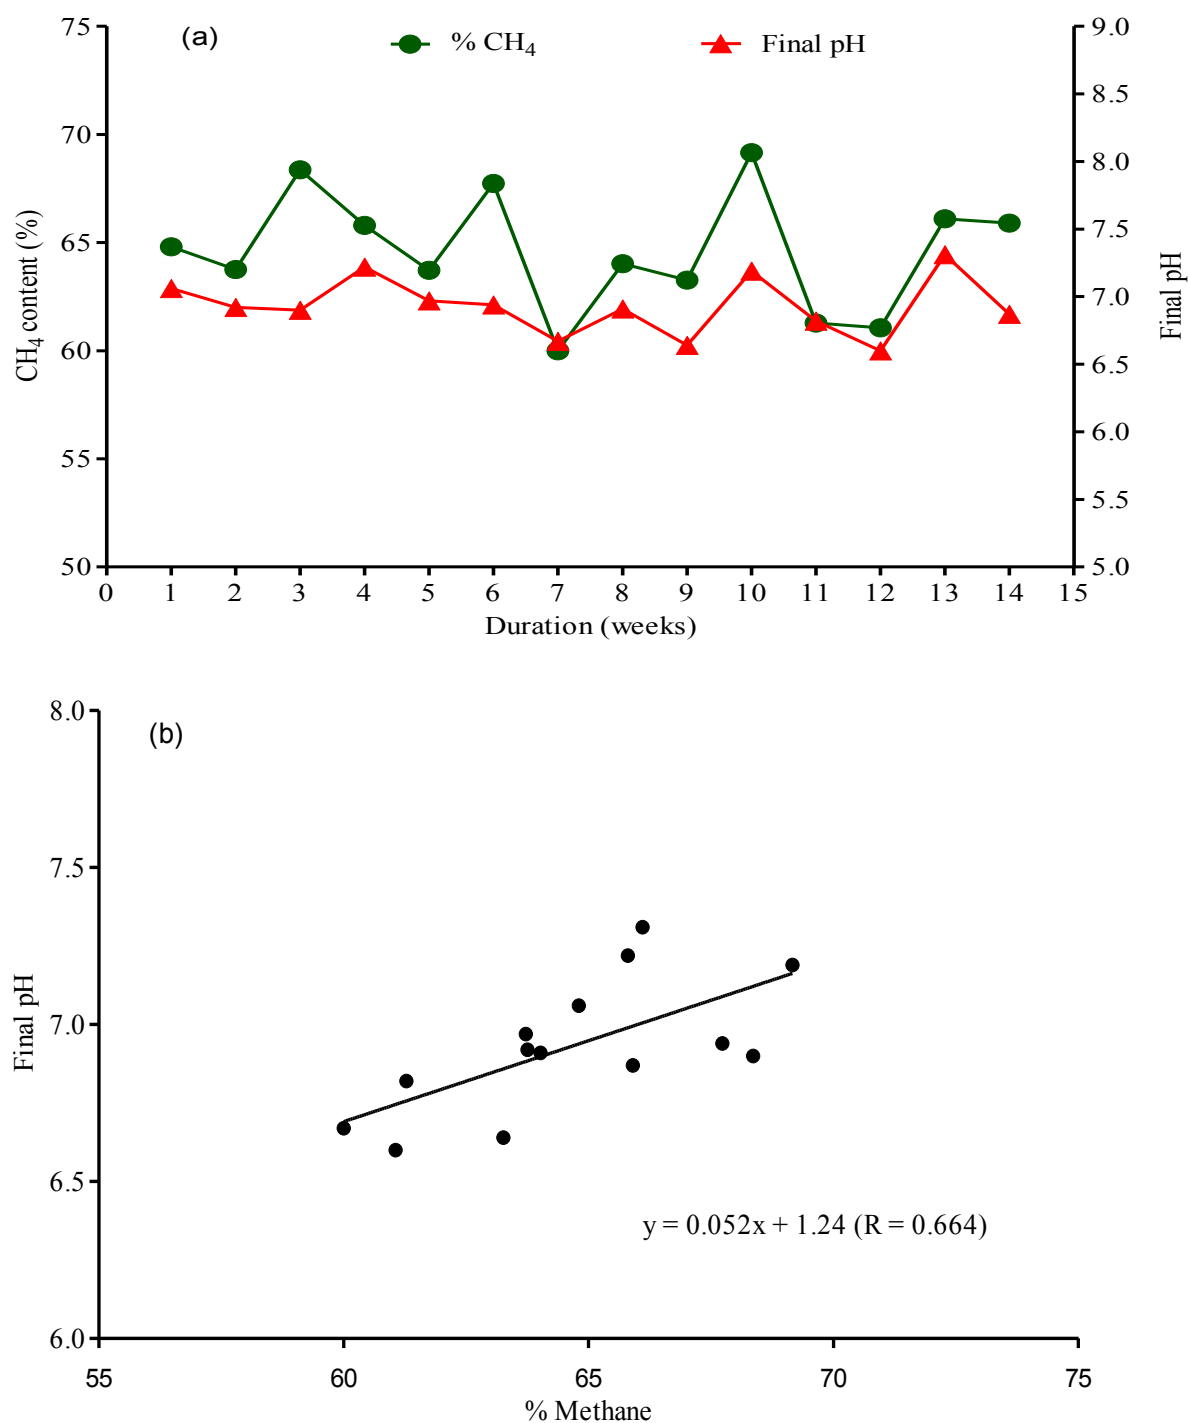 (a)
% CH₄
Final pH
75
70
65
60
55
50
CH₄ content (%)
9.0
8.5
8.0
7.5
7.0
6.5
6.0
5.5
5.0
Final pH
0 1 2 3 4 5 6 7 8 9 10 11 12 13 14 15
Duration (weeks)
(b)
8.0
7.5
7.0
6.5
6.0
Final pH
y = 0.052x + 1.24 (R = 0.664)
55 60 65 70 75
% Methane